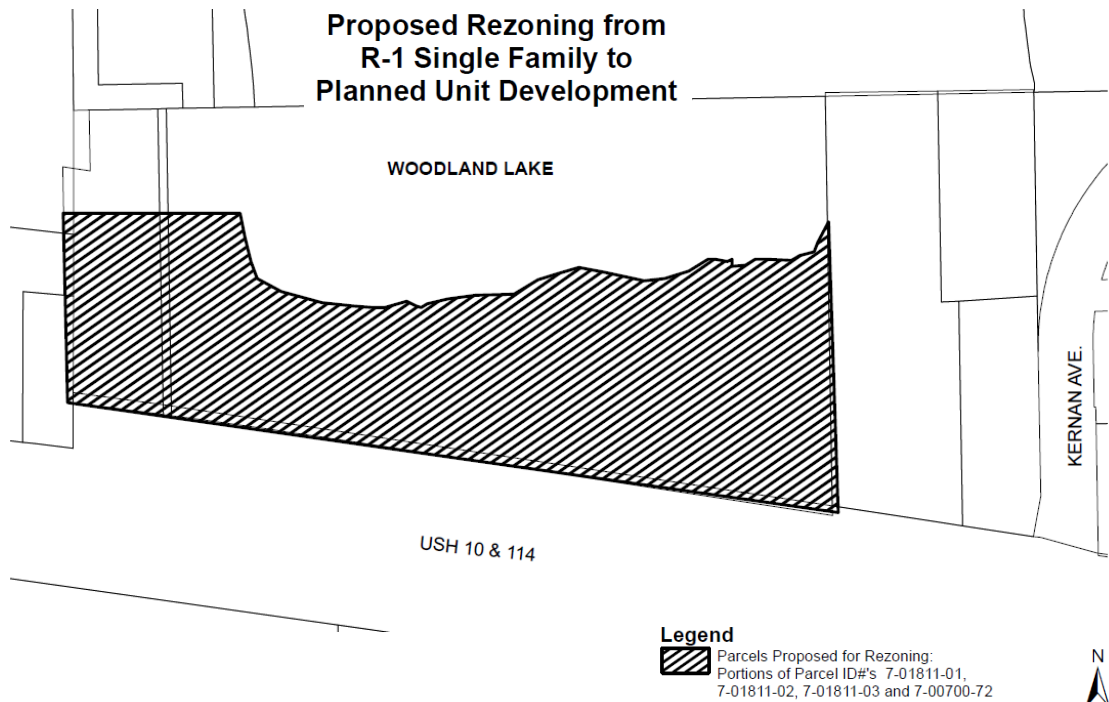 Proposed Rezoning from
R-1 Single Family to
Planned Unit Development
WOODLAND LAKE
KERNAN AVE.
USH 10 & 114
Legend
Parcels Proposed for Rezoning:
Portions of Parcel ID#'s 7-01811-01,
7-01811-02, 7-01811-03 and 7-00700-72
N